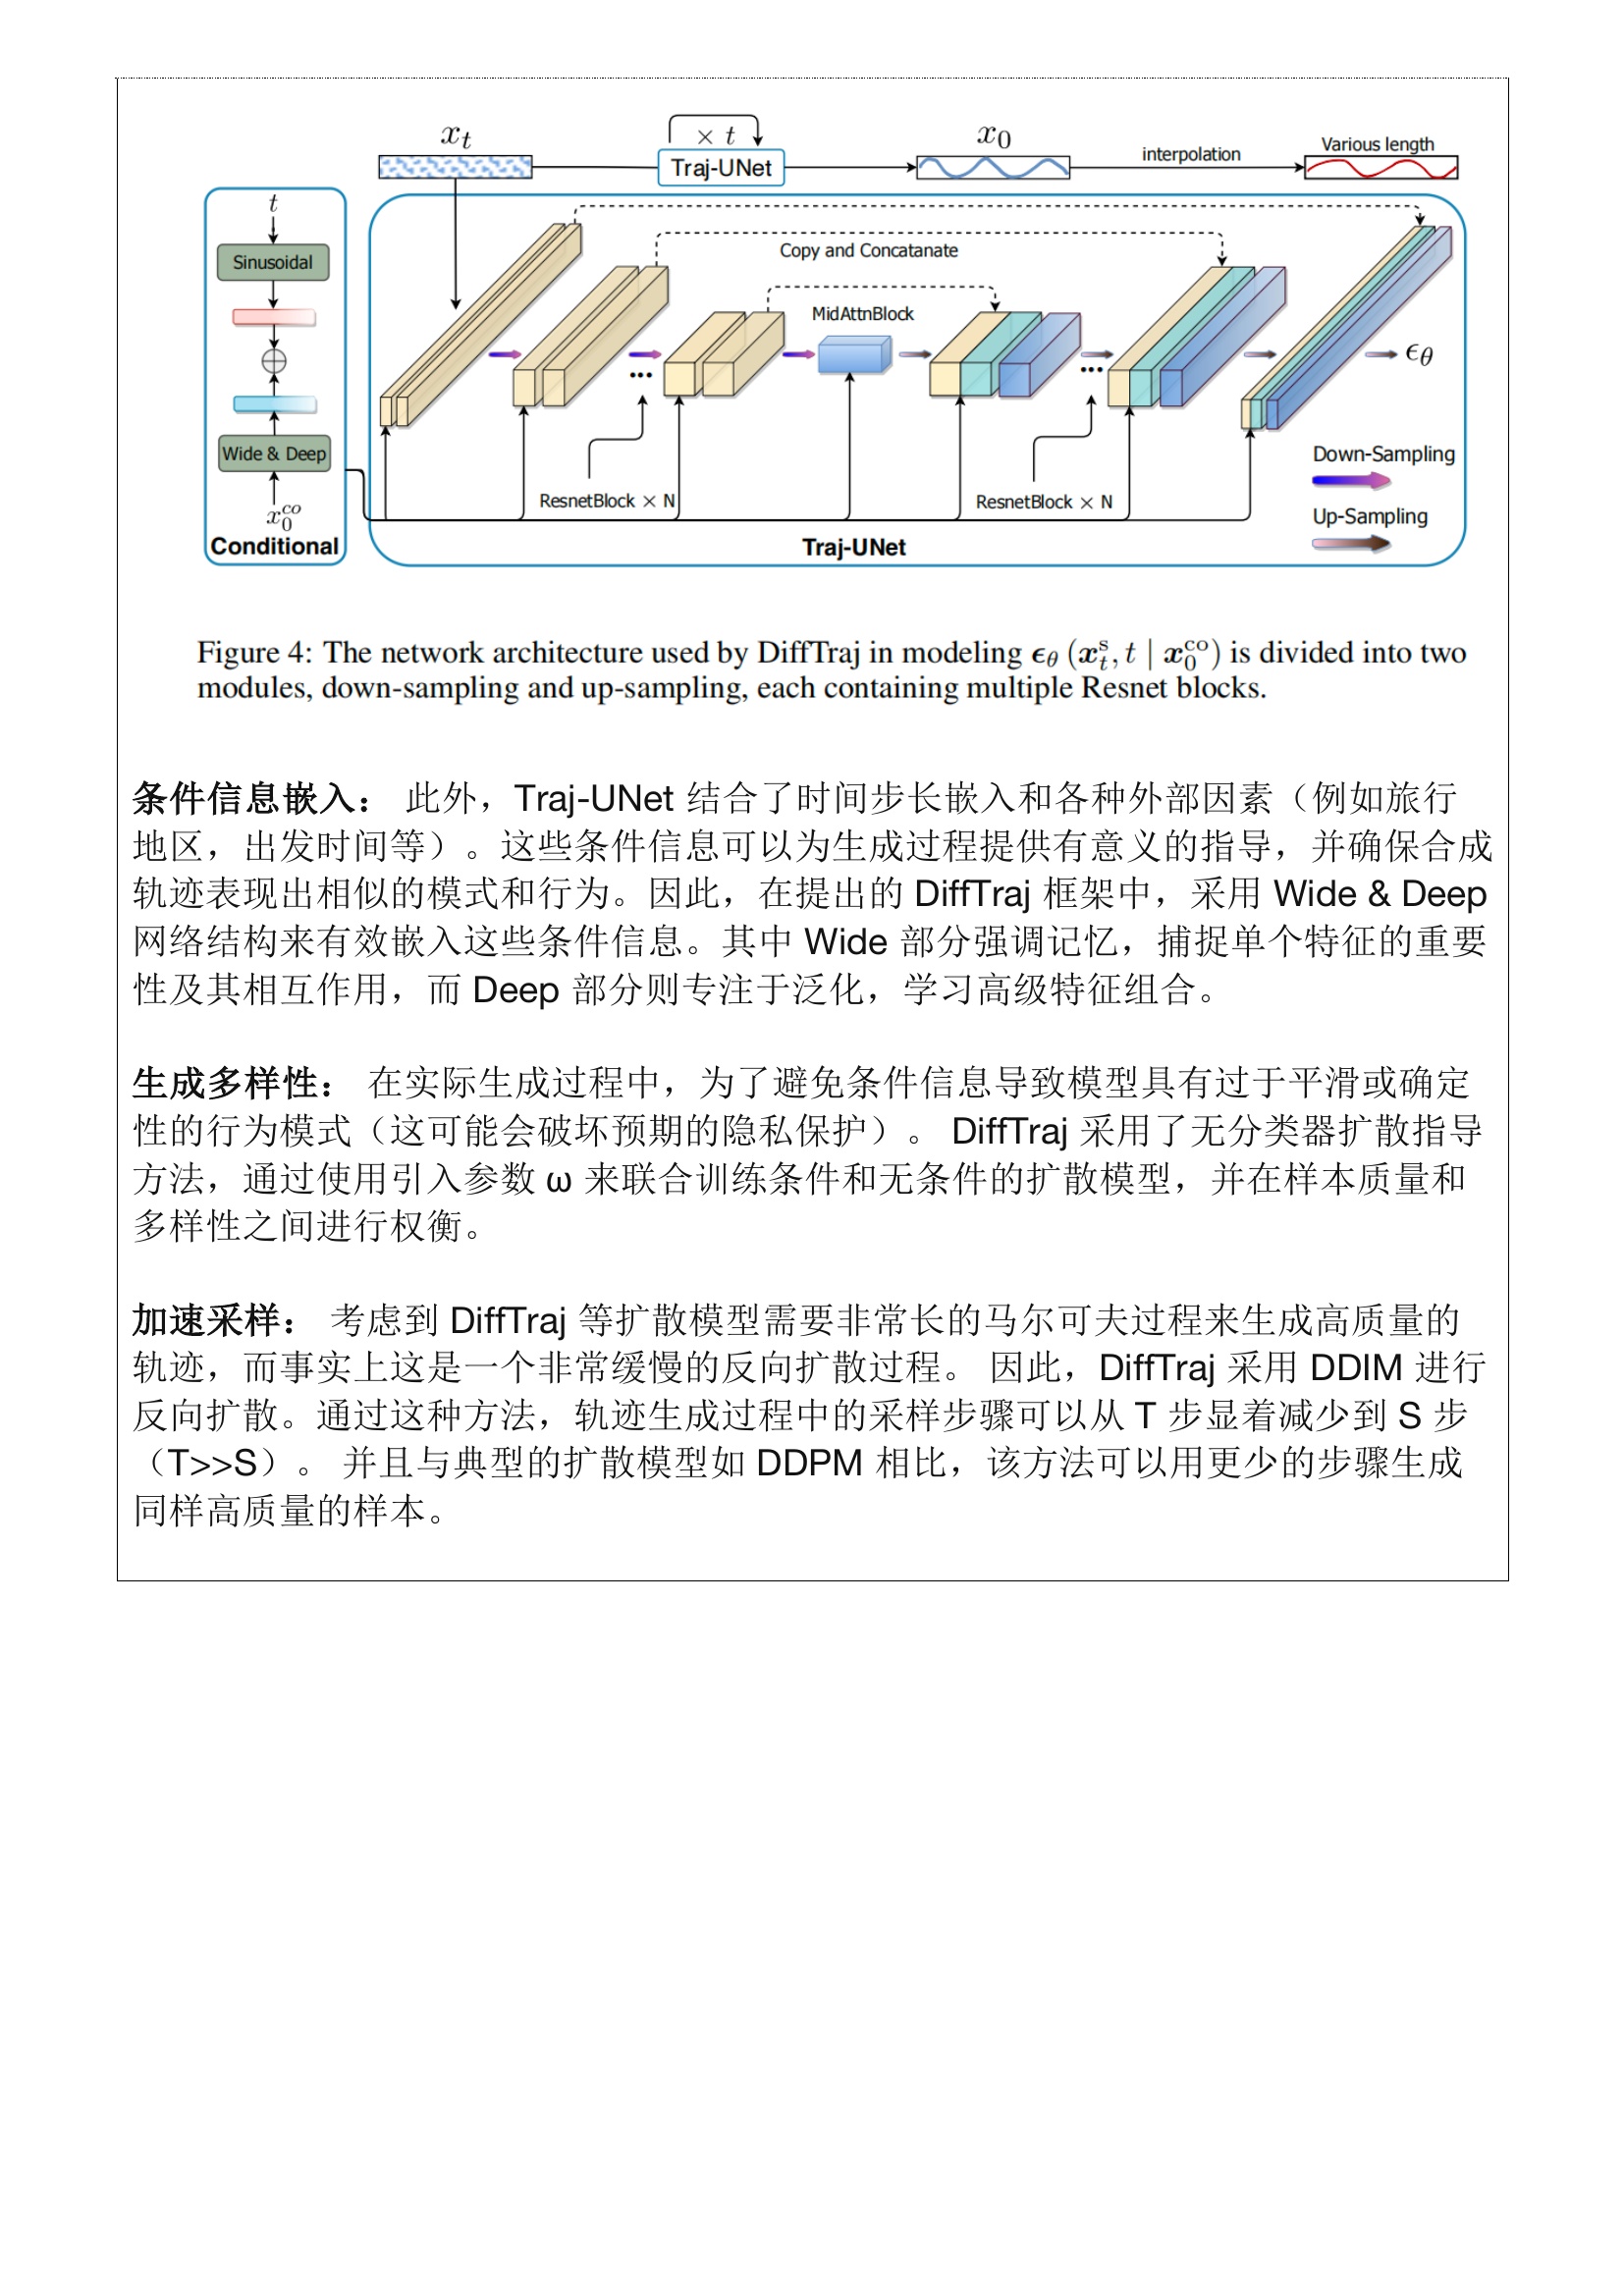 x_t
× t
Traj-UNet
x_0
interpolation
Various length
t
Sinusoidal
Wide & Deep
x_0^{co}
Conditional
Copy and Concatanate
MidAttnBlock
...
...
ϵ_θ
ResnetBlock × N
ResnetBlock × N
Down-Sampling
Up-Sampling
Traj-UNet
Figure 4: The network architecture used by DiffTraj in modeling ϵ_θ (x_t^s, t | x_0^{co}) is divided into two
modules, down-sampling and up-sampling, each containing multiple Resnet blocks.
条件信息嵌入： 此外，Traj-UNet 结合了时间步长嵌入和各种外部因素（例如旅行
地区，出发时间等）。这些条件信息可以为生成过程提供有意义的指导，并确保合成
轨迹表现出相似的模式和行为。因此，在提出的 DiffTraj 框架中，采用 Wide & Deep
网络结构来有效嵌入这些条件信息。其中 Wide 部分强调记忆，捕捉单个特征的重要
性及其相互作用，而 Deep 部分则专注于泛化，学习高级特征组合。
生成多样性： 在实际生成过程中，为了避免条件信息导致模型具有过于平滑或确定
性的行为模式（这可能会破坏预期的隐私保护）。 DiffTraj 采用了无分类器扩散指导
方法，通过使用引入参数 ω 来联合训练条件和无条件的扩散模型，并在样本质量和
多样性之间进行权衡。
加速采样： 考虑到 DiffTraj 等扩散模型需要非常长的马尔可夫过程来生成高质量的
轨迹，而事实上这是一个非常缓慢的反向扩散过程。 因此，DiffTraj 采用 DDIM 进行
反向扩散。通过这种方法，轨迹生成过程中的采样步骤可以从 T 步显着减少到 S 步
（T>>S）。 并且与典型的扩散模型如 DDPM 相比，该方法可以用更少的步骤生成
同样高质量的样本。